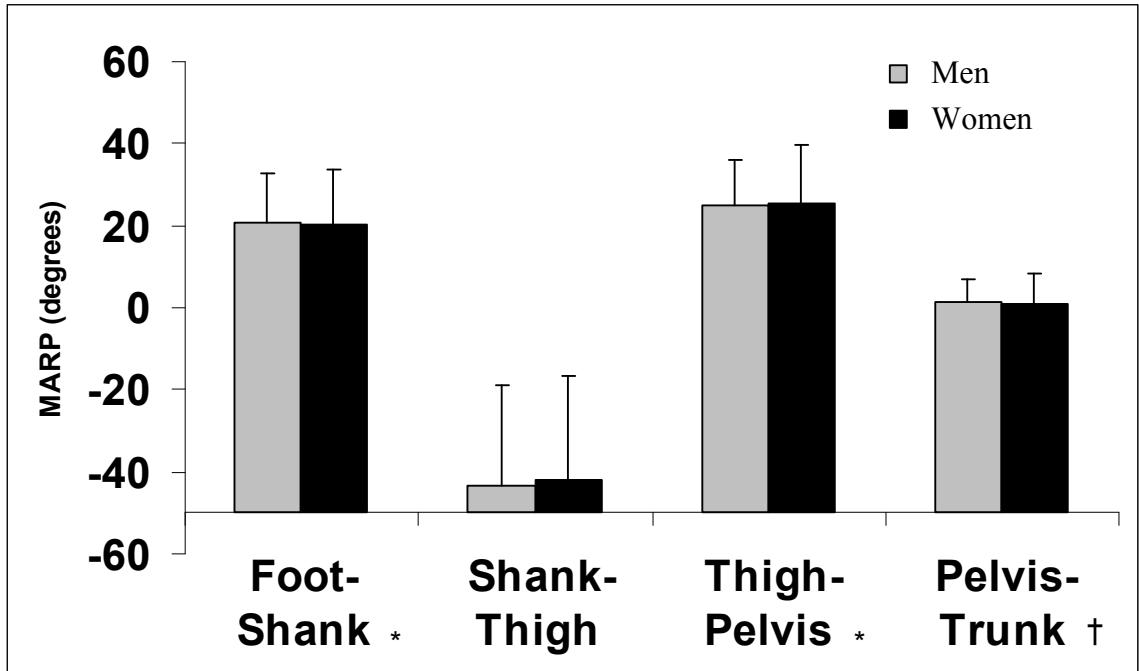 60
40
20
0
-20
-40
-60
MARP (degrees)
Men
Women
Foot-
Shank *
Shank-
Thigh
Thigh-
Pelvis *
Pelvis-
Trunk †